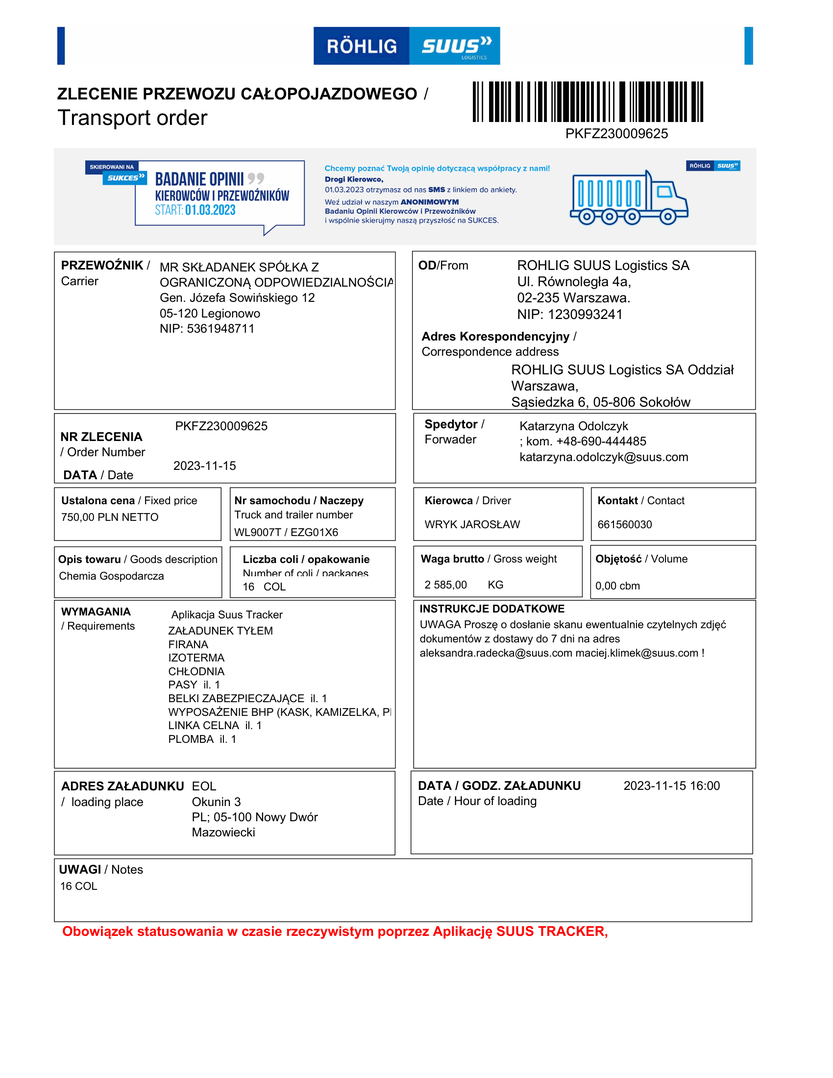 RÖHLIG SUUS
LOGISTICS
ZLECENIE PRZEWOZU CAŁOPOJAZDOWEGO /
Transport order
PKFZ230009625
SKIEROWANI NA
SUKCES
BADANIE OPINII
KIEROWCÓW I PRZEWOŹNIKÓW
START: 01.03.2023
Chcemy poznać Twoją opinię dotyczącą współpracy z nami!
Drogi Kierowco,
01.03.2023 otrzymasz od nas SMS z linkiem do ankiety.
Weź udział w naszym ANONIMOWYM
Badaniu Opinii Kierowców i Przewoźników
i wspólnie skierujmy naszą przyszłość na SUKCES.
RÖHLIG SUUS
PRZEWOŹNIK /
Carrier
MR SKŁADANEK SPÓŁKA Z
OGRANICZONĄ ODPOWIEDZIALNOŚCIA
Gen. Józefa Sowińskiego 12
05-120 Legionowo
NIP: 5361948711
OD/From
ROHLIG SUUS Logistics SA
Ul. Równoległa 4a,
02-235 Warszawa.
NIP: 1230993241
Adres Korespondencyjny /
Correspondence address
ROHLIG SUUS Logistics SA Oddział
Warszawa,
Sąsiedzka 6, 05-806 Sokołów
NR ZLECENIA
/ Order Number
PKFZ230009625
DATA / Date
2023-11-15
Spedytor /
Forwader
Katarzyna Odolczyk
; kom. +48-690-444485
katarzyna.odolczyk@suus.com
Ustalona cena / Fixed price
750,00 PLN NETTO
Nr samochodu / Naczepy
Truck and trailer number
WL9007T / EZG01X6
Kierowca / Driver
WRYK JAROSŁAW
Kontakt / Contact
661560030
Opis towaru / Goods description
Chemia Gospodarcza
Liczba coli / opakowanie
Number of coli / packages
16 COL
Waga brutto / Gross weight
2 585,00 KG
Objętość / Volume
0,00 cbm
WYMAGANIA
/ Requirements
Aplikacja Suus Tracker
ZAŁADUNEK TYŁEM
FIRANA
IZOTERMA
CHŁODNIA
PASY il. 1
BELKI ZABEZPIECZAJĄCE il. 1
WYPOSAŻENIE BHP (KASK, KAMIZELKA, P
LINKA CELNA il. 1
PLOMBA il. 1
INSTRUKCJE DODATKOWE
UWAGA Proszę o dosłanie skanu ewentualnie czytelnych zdjęć
dokumentów z dostawy do 7 dni na adres
aleksandra.radecka@suus.com maciej.klimek@suus.com !
ADRES ZAŁADUNKU
/ loading place
EOL
Okunin 3
PL; 05-100 Nowy Dwór
Mazowiecki
DATA / GODZ. ZAŁADUNKU
Date / Hour of loading
2023-11-15 16:00
UWAGI / Notes
16 COL
Obowiązek statusowania w czasie rzeczywistym poprzez Aplikację SUUS TRACKER,